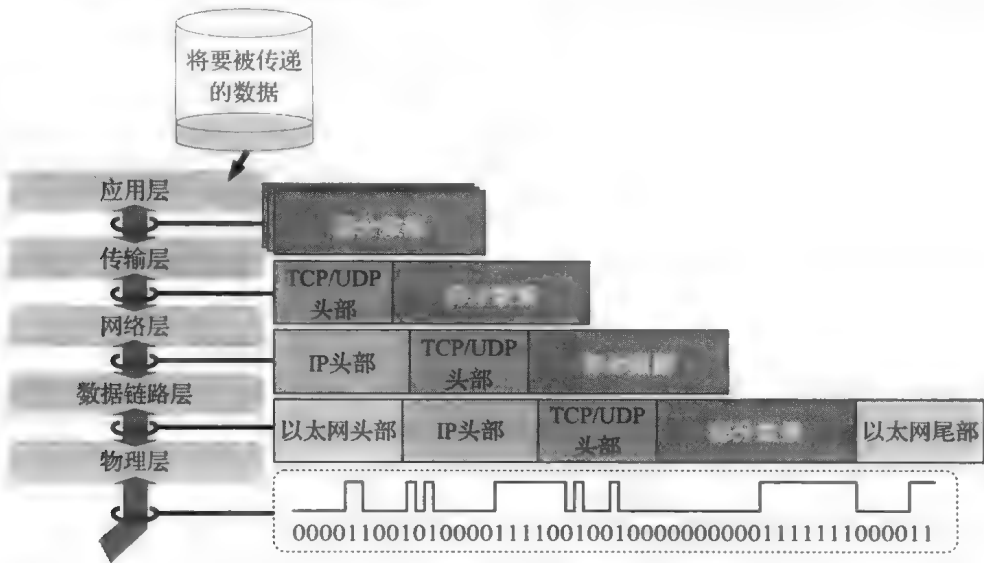 将要被传递
的数据
应用层
传输层
TCP/UDP
头部
网络层
IP头部
TCP/UDP
头部
数据链路层
以太网头部
IP头部
TCP/UDP
头部
以太网尾部
物理层
0000110010100001111001001000000000001111111000011